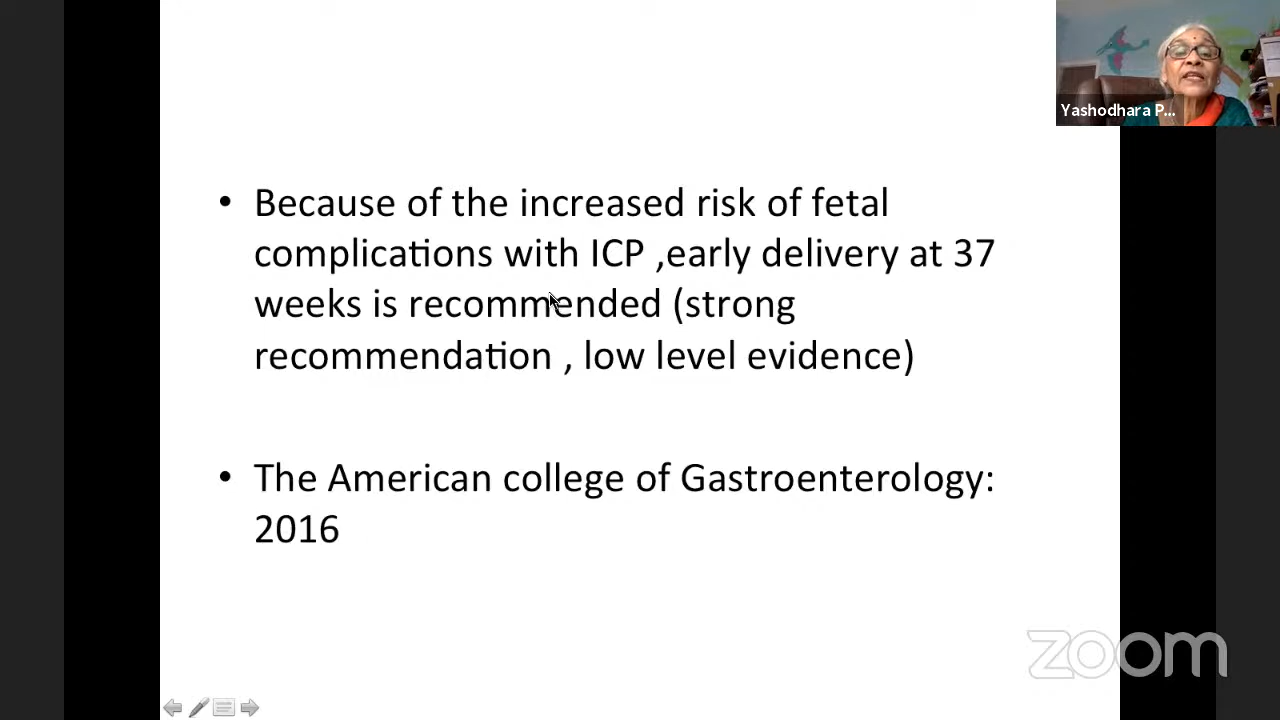 Yashodhara P...
• Because of the increased risk of fetal
complications with ICP ,early delivery at 37
weeks is recommended (strong
recommendation , low level evidence)
• The American college of Gastroenterology:
2016
zoom